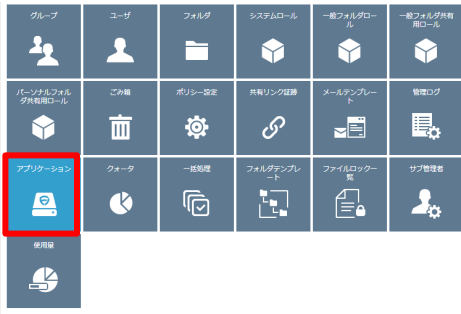 グループ
ユーザ
フォルダ
システムロール
一般フォルダロー
ル
一般フォルダ共有
用ロール
パーソナルフォル
ダ共有用ロール
ごみ箱
ポリシー設定
共有リンク証跡
メールテンプレー
ト
管理ログ
アプリケーション
クォータ
一括処理
フォルダテンプレ
ート
ファイルロック一
覧
サブ管理者
使用量